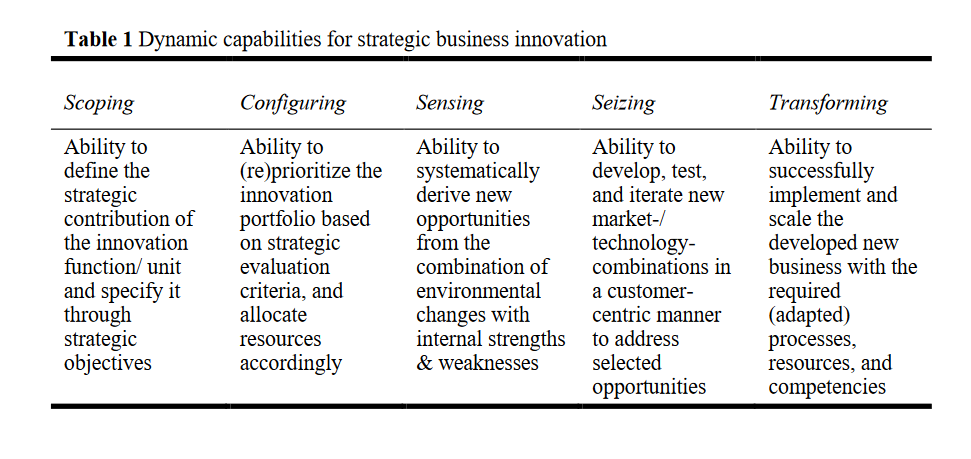 Table 1 Dynamic capabilities for strategic business innovation
Scoping
Configuring
Sensing
Seizing
Transforming
Ability to
define the
strategic
contribution of
the innovation
function/ unit
and specify it
through
strategic
objectives
Ability to
(re)prioritize the
innovation
portfolio based
on strategic
evaluation
criteria, and
allocate
resources
accordingly
Ability to
systematically
derive new
opportunities
from the
combination of
environmental
changes with
internal strengths
& weaknesses
Ability to
develop, test,
and iterate new
market-/
technology-
combinations in
a customer-
centric manner
to address
selected
opportunities
Ability to
successfully
implement and
scale the
developed new
business with the
required
(adapted)
processes,
resources, and
competencies